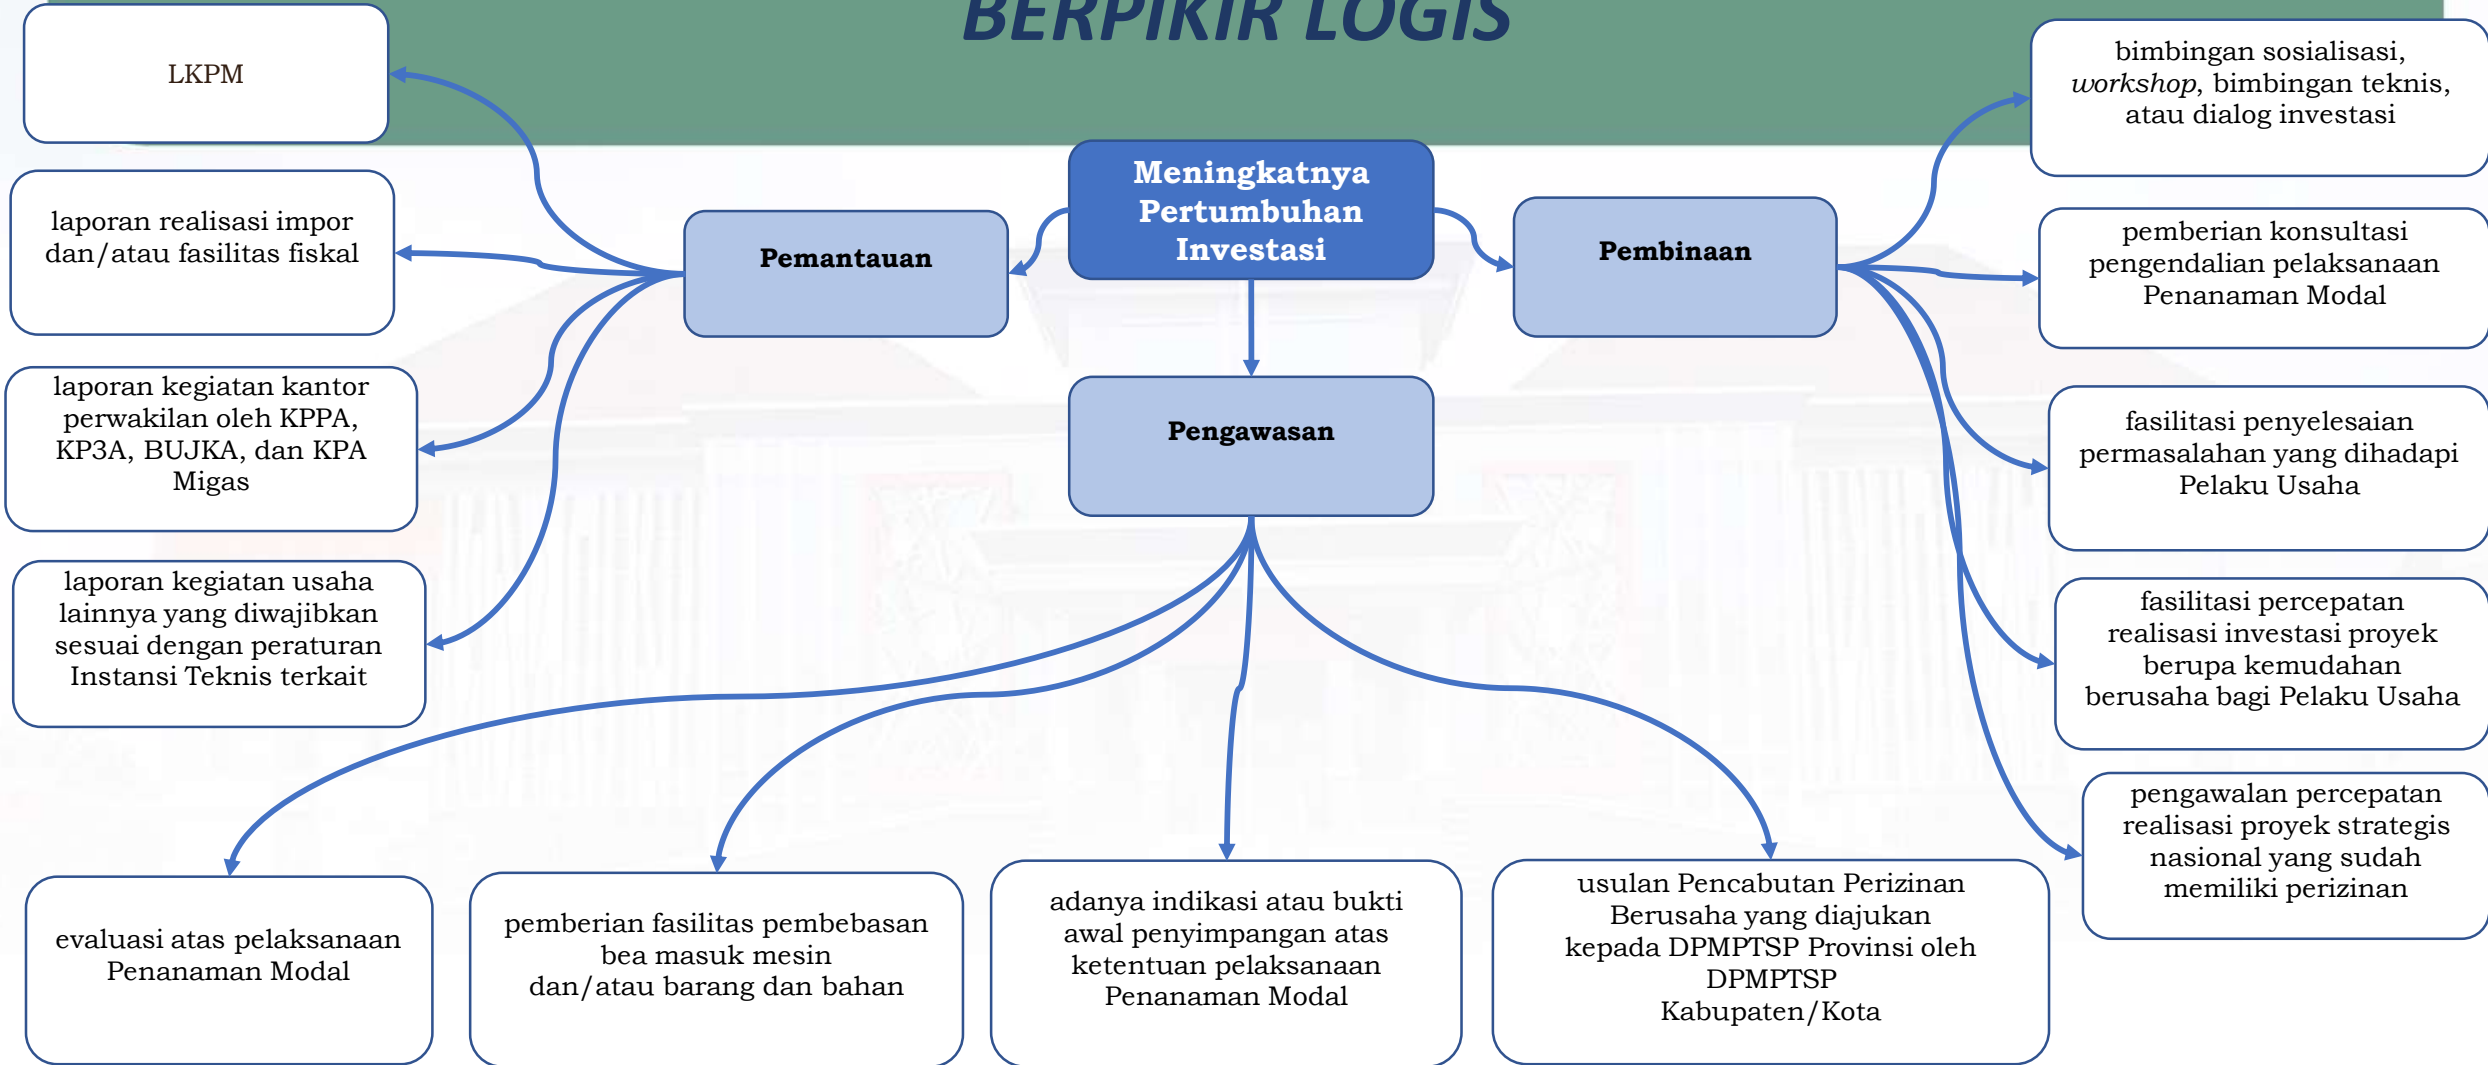 BERPIKIR LOGIS
LKPM
laporan realisasi impor
dan/atau fasilitas fiskal
laporan kegiatan kantor
perwakilan oleh KPPA,
KP3A, BUJKA, dan KPA
Migas
laporan kegiatan usaha
lainnya yang diwajibkan
sesuai dengan peraturan
Instansi Teknis terkait
Pemantauan
Meningkatnya
Pertumbuhan
Investasi
Pembinaan
Pengawasan
bimbingan sosialisasi,
workshop, bimbingan teknis,
atau dialog investasi
pemberian konsultasi
pengendalian pelaksanaan
Penanaman Modal
fasilitasi penyelesaian
permasalahan yang dihadapi
Pelaku Usaha
fasilitasi percepatan
realisasi investasi proyek
berupa kemudahan
berusaha bagi Pelaku Usaha
pengawalan percepatan
realisasi proyek strategis
nasional yang sudah
memiliki perizinan
evaluasi atas pelaksanaan
Penanaman Modal
pemberian fasilitas pembebasan
bea masuk mesin
dan/atau barang dan bahan
adanya indikasi atau bukti
awal penyimpangan atas
ketentuan pelaksanaan
Penanaman Modal
usulan Pencabutan Perizinan
Berusaha yang diajukan
kepada DPMPTSP Provinsi oleh
DPMPTSP
Kabupaten/Kota